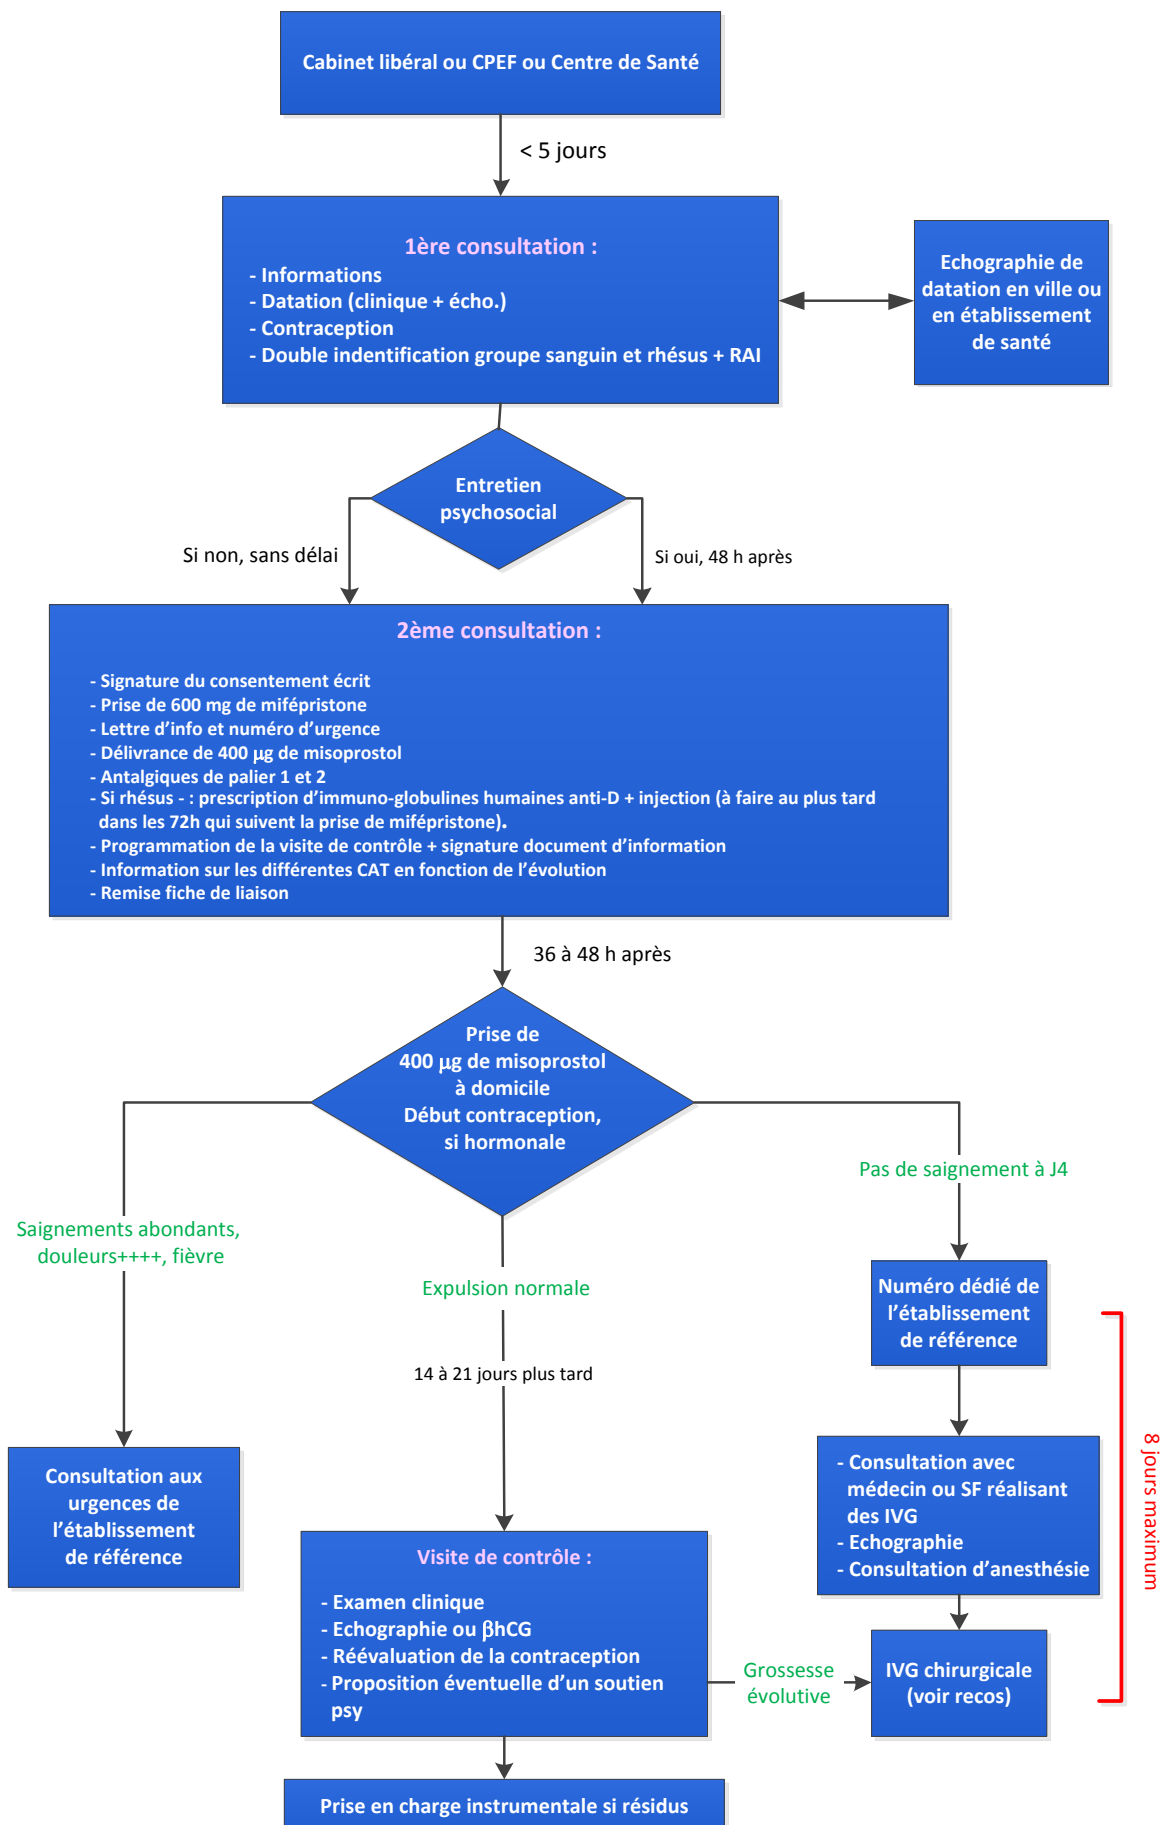 Cabinet libéral ou CPEF ou Centre de Santé
< 5 jours
1ère consultation :
- Informations
- Datation (clinique + écho.)
- Contraception
- Double indentification groupe sanguin et rhésus + RAI
Echographie de
datation en ville ou
en établissement
de santé
Entretien
psychosocial
Si non, sans délai
Si oui, 48 h après
2ème consultation :
- Signature du consentement écrit
- Prise de 600 mg de mifépristone
- Lettre d’info et numéro d’urgence
- Délivrance de 400 µg de misoprostol
- Antalgiques de palier 1 et 2
- Si rhésus - : prescription d’immuno-globulines humaines anti-D + injection (à faire au plus tard
dans les 72h qui suivent la prise de mifépristone).
- Programmation de la visite de contrôle + signature document d’information
- Information sur les différentes CAT en fonction de l’évolution
- Remise fiche de liaison
36 à 48 h après
Prise de
400 µg de misoprostol
à domicile
Début contraception,
si hormonale
Saignements abondants,
douleurs++++, fièvre
Consultation aux
urgences de
l’établissement
de référence
Expulsion normale
14 à 21 jours plus tard
Visite de contrôle :
- Examen clinique
- Echographie ou βhCG
- Réévaluation de la contraception
- Proposition éventuelle d’un soutien
psy
Prise en charge instrumentale si résidus
Grossesse
évolutive
Pas de saignement à J4
Numéro dédié de
l’établissement
de référence
- Consultation avec
médecin ou SF réalisant
des IVG
- Echographie
- Consultation d’anesthésie
IVG chirurgicale
(voir recos)
8 jours maximum